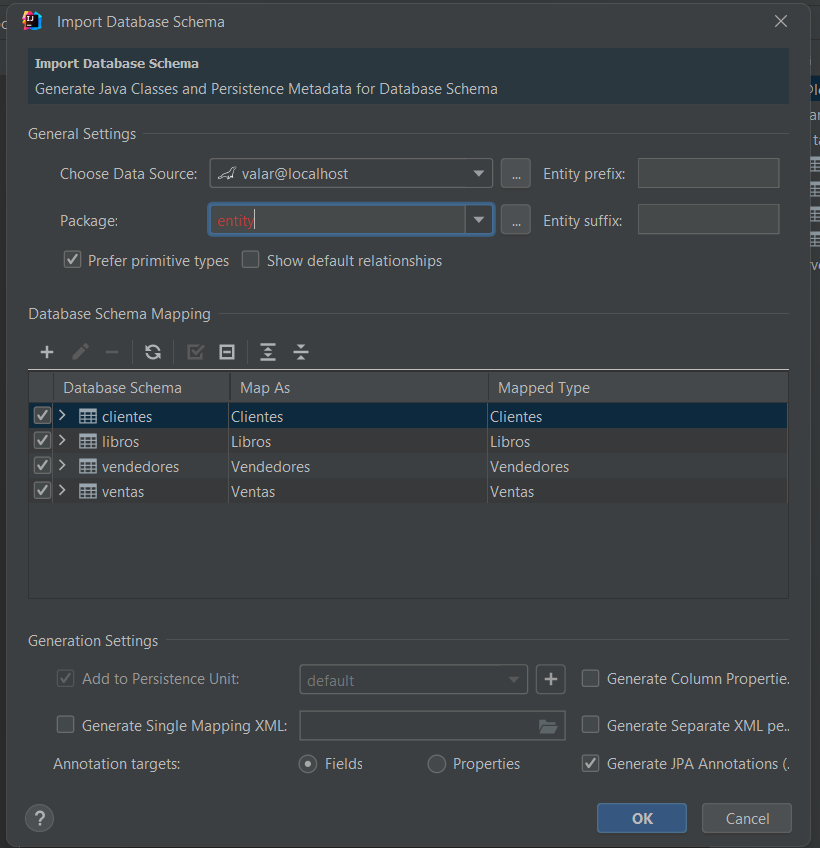 Import Database Schema
Import Database Schema
Generate Java Classes and Persistence Metadata for Database Schema
General Settings
Choose Data Source: valar@localhost ... Entity prefix:
Package: entity ... Entity suffix:
Prefer primitive types Show default relationships
Database Schema Mapping
Database Schema Map As Mapped Type
clientes Clientes Clientes
libros Libros Libros
vendedores Vendedores Vendedores
ventas Ventas Ventas
Generation Settings
Add to Persistence Unit: default Generate Column Propertie.
Generate Single Mapping XML: Generate Separate XML pe..
Annotation targets: Fields Properties Generate JPA Annotations (.
? OK Cancel